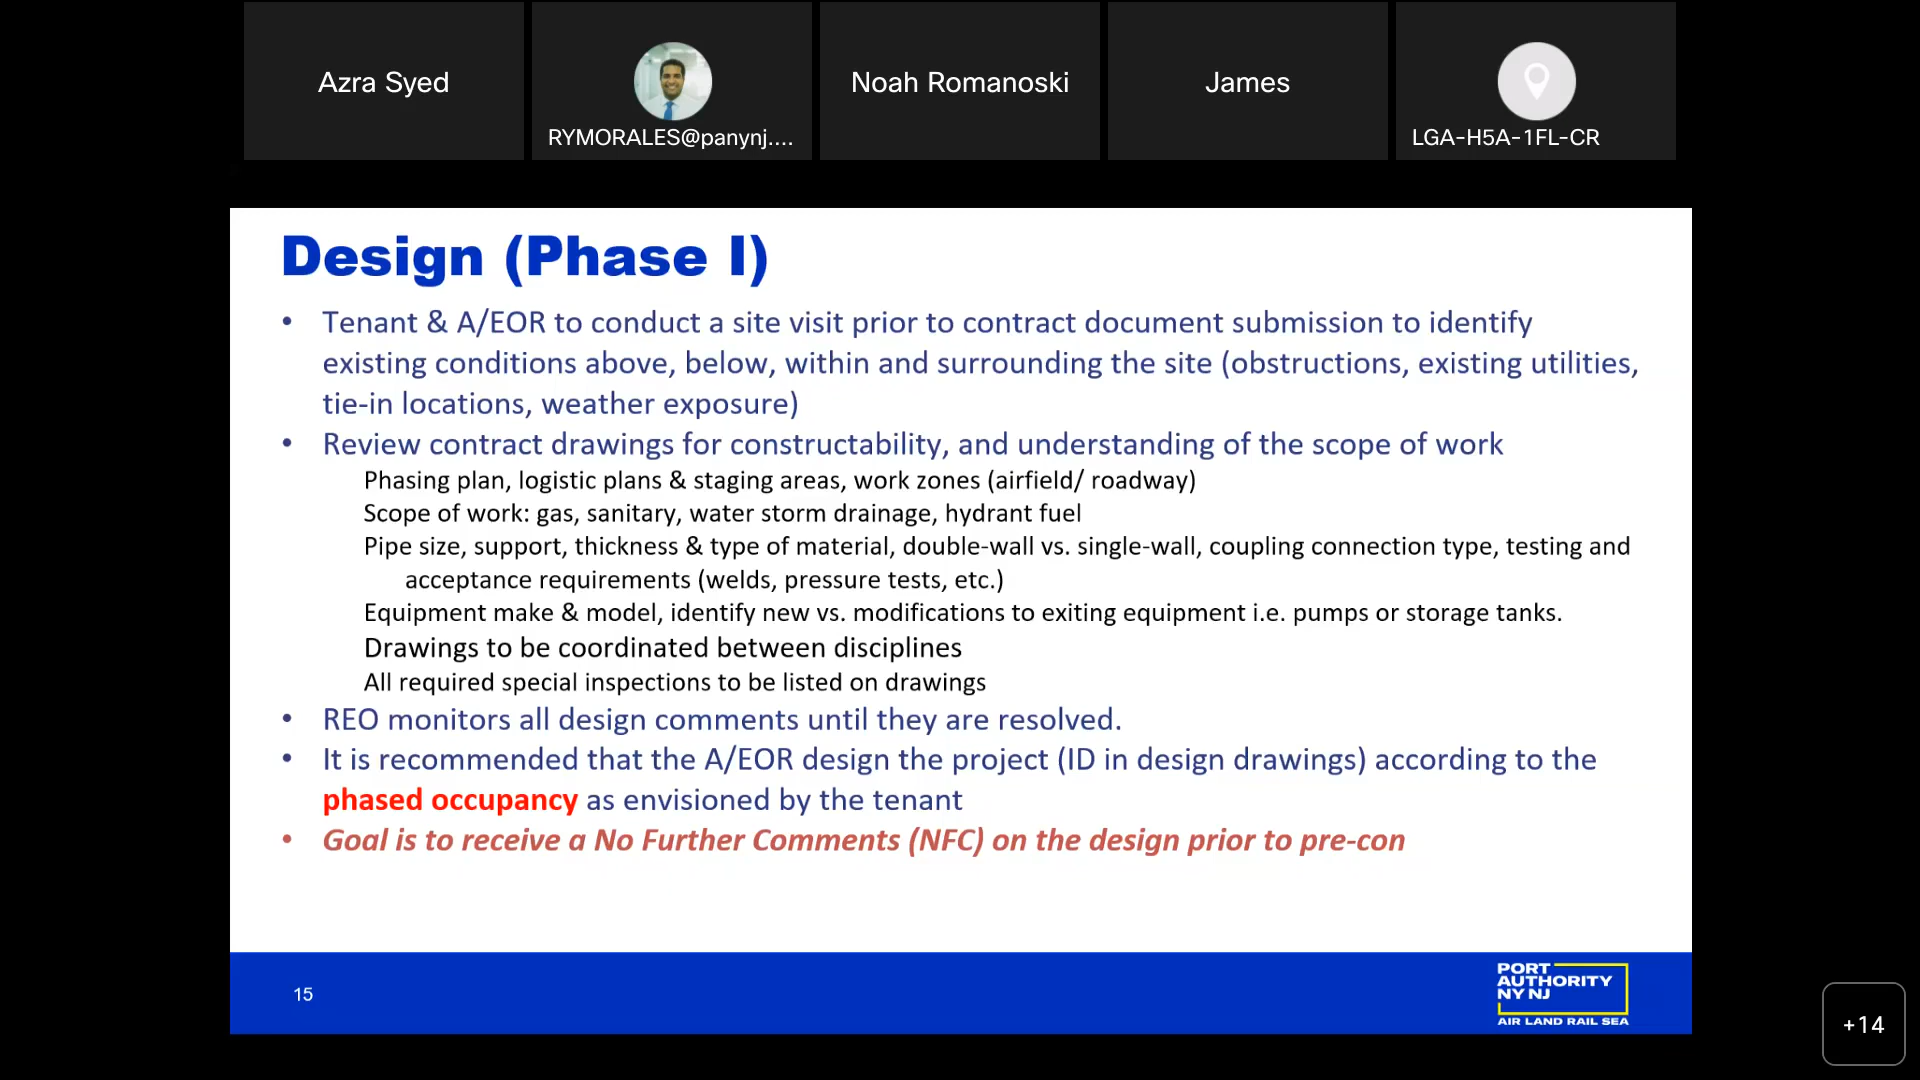 Azra Syed
RYMORALES@panynj....
Noah Romanoski
James
LGA-H5A-1FL-CR
Design (Phase I)
• Tenant & A/EOR to conduct a site visit prior to contract document submission to identify
existing conditions above, below, within and surrounding the site (obstructions, existing utilities,
tie-in locations, weather exposure)
• Review contract drawings for constructability, and understanding of the scope of work
Phasing plan, logistic plans & staging areas, work zones (airfield/ roadway)
Scope of work: gas, sanitary, water storm drainage, hydrant fuel
Pipe size, support, thickness & type of material, double-wall vs. single-wall, coupling connection type, testing and
acceptance requirements (welds, pressure tests, etc.)
Equipment make & model, identify new vs. modifications to exiting equipment i.e. pumps or storage tanks.
Drawings to be coordinated between disciplines
All required special inspections to be listed on drawings
• REO monitors all design comments until they are resolved.
• It is recommended that the A/EOR design the project (ID in design drawings) according to the
phased occupancy as envisioned by the tenant
• Goal is to receive a No Further Comments (NFC) on the design prior to pre-con
15
PORT
AUTHORITY
NY NJ
AIR LAND RAIL SEA
+14